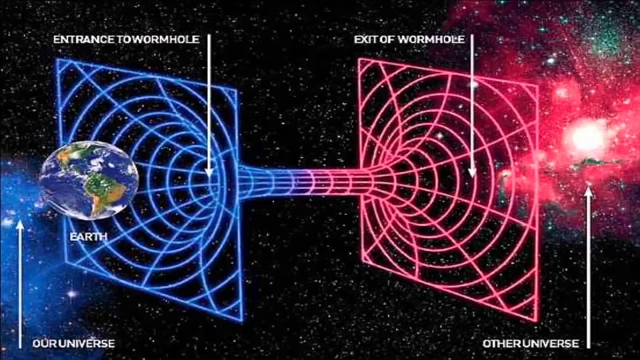 ENTRANCE TO WORMHOLE
EXIT OF WORMHOLE
EARTH
OUR UNIVERSE
OTHER UNIVERSE